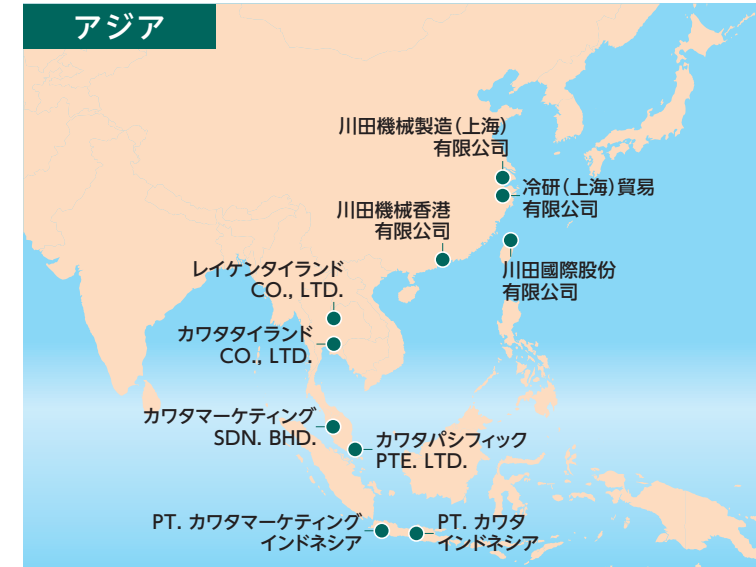 アジア
川田機械製造(上海)
有限公司
冷研(上海)貿易
有限公司
川田機械香港
有限公司
川田國際股份
有限公司
レイケンタイランド
CO., LTD.
カワタタイランド
CO., LTD.
カワタマーケティング
SDN. BHD.
カワタパシフィック
PTE. LTD.
PT. カワタマーケティング
インドネシア
PT. カワタ
インドネシア